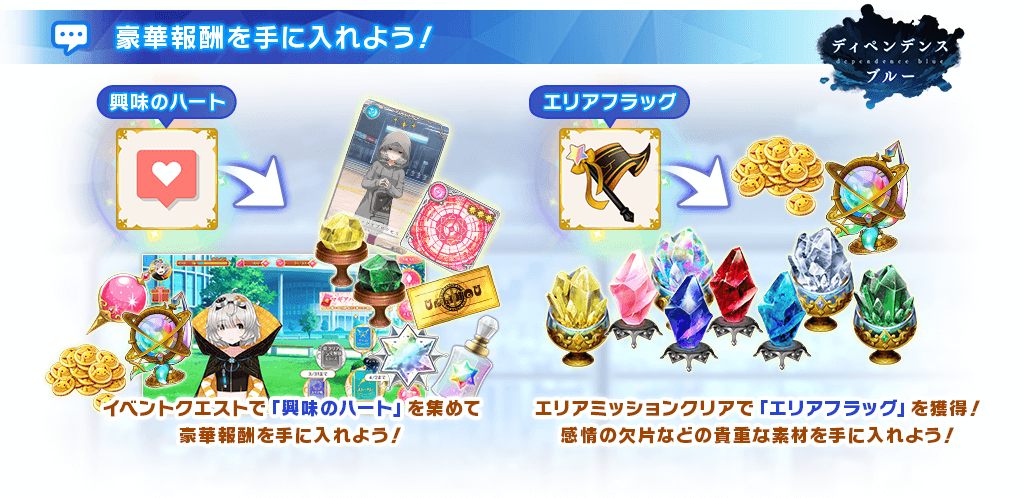 豪華報酬を手に入れよう！
ディペンデンス
dependence blue
ブルー
興味のハート
エリアフラッグ
イベントクエストで「興味のハート」を集めて
豪華報酬を手に入れよう！
エリアミッションクリアで「エリアフラッグ」を獲得！
感情の欠片などの貴重な素材を手に入れよう！